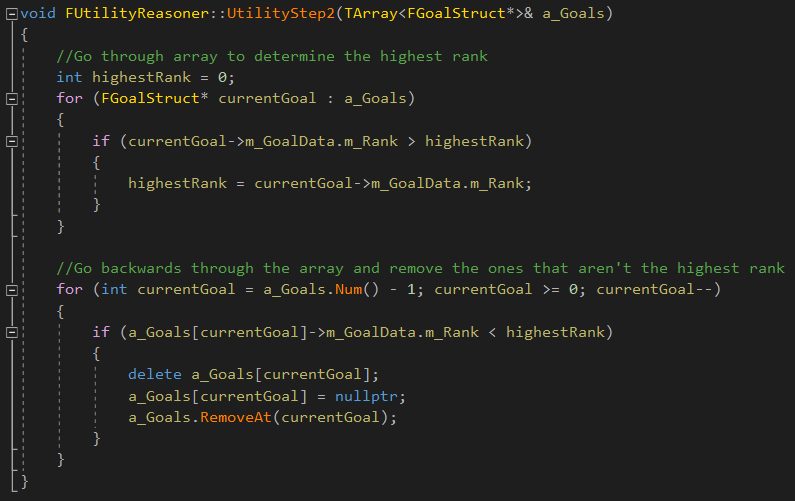 void FUtilityReasoner::UtilityStep2(TArray<FGoalStruct*>& a_Goals)
{
    //Go through array to determine the highest rank
    int highestRank = 0;
    for (FGoalStruct* currentGoal : a_Goals)
    {
        if (currentGoal->m_GoalData.m_Rank > highestRank)
        {
            highestRank = currentGoal->m_GoalData.m_Rank;
        }
    }

    //Go backwards through the array and remove the ones that aren't the highest rank
    for (int currentGoal = a_Goals.Num() - 1; currentGoal >= 0; currentGoal--)
    {
        if (a_Goals[currentGoal]->m_GoalData.m_Rank < highestRank)
        {
            delete a_Goals[currentGoal];
            a_Goals[currentGoal] = nullptr;
            a_Goals.RemoveAt(currentGoal);
        }
    }
}